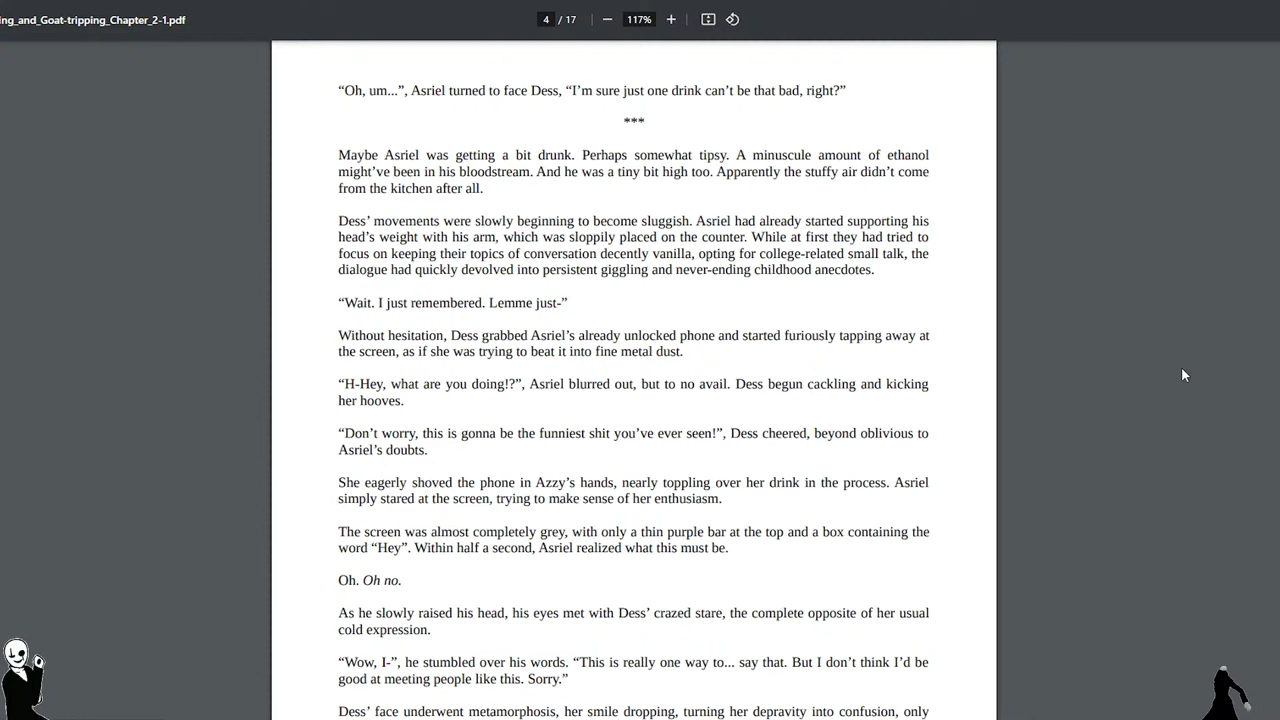 ing_and_Goat-tripping_Chapter_2-1.pdf
4 / 17
117%
“Oh, um...”, Asriel turned to face Dess, “I’m sure just one drink can’t be that bad, right?”
***
Maybe Asriel was getting a bit drunk. Perhaps somewhat tipsy. A minuscule amount of ethanol
might’ve been in his bloodstream. And he was a tiny bit high too. Apparently the stuffy air didn’t come
from the kitchen after all.
Dess’ movements were slowly beginning to become sluggish. Asriel had already started supporting his
head’s weight with his arm, which was sloppily placed on the counter. While at first they had tried to
focus on keeping their topics of conversation decently vanilla, opting for college-related small talk, the
dialogue had quickly devolved into persistent giggling and never-ending childhood anecdotes.
“Wait. I just remembered. Lemme just-”
Without hesitation, Dess grabbed Asriel’s already unlocked phone and started furiously tapping away at
the screen, as if she was trying to beat it into fine metal dust.
“H-Hey, what are you doing!?”, Asriel blurred out, but to no avail. Dess begun cackling and kicking
her hooves.
“Don’t worry, this is gonna be the funniest shit you’ve ever seen!”, Dess cheered, beyond oblivious to
Asriel’s doubts.
She eagerly shoved the phone in Azzy’s hands, nearly toppling over her drink in the process. Asriel
simply stared at the screen, trying to make sense of her enthusiasm.
The screen was almost completely grey, with only a thin purple bar at the top and a box containing the
word “Hey”. Within half a second, Asriel realized what this must be.
Oh. Oh no.
As he slowly raised his head, his eyes met with Dess’ crazed stare, the complete opposite of her usual
cold expression.
“Wow, I-”, he stumbled over his words. “This is really one way to... say that. But I don’t think I’d be
good at meeting people like this. Sorry.”
Dess’ face underwent metamorphosis, her smile dropping, turning her depravity into confusion, only